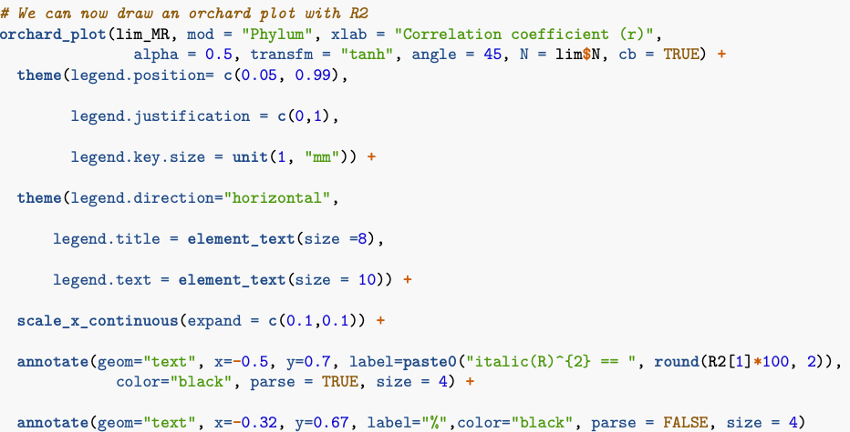 # We can now draw an orchard plot with R2
orchard_plot(lim_MR, mod = "Phylum", xlab = "Correlation coefficient (r)",
alpha = 0.5, transfm = "tanh", angle = 45, N = lim$N, cb = TRUE) +
theme(legend.position= c(0.05, 0.99),
legend.justification = c(0,1),
legend.key.size = unit(1, "mm")) +
theme(legend.direction="horizontal",
legend.title = element_text(size =8),
legend.text = element_text(size = 10)) +
scale_x_continuous(expand = c(0.1,0.1)) +
annotate(geom="text", x=-0.5, y=0.7, label=paste0("italic(R)^{2} == ", round(R2[1]*100, 2)),
color="black", parse = TRUE, size = 4) +
annotate(geom="text", x=-0.32, y=0.67, label="%",color="black", parse = FALSE, size = 4)